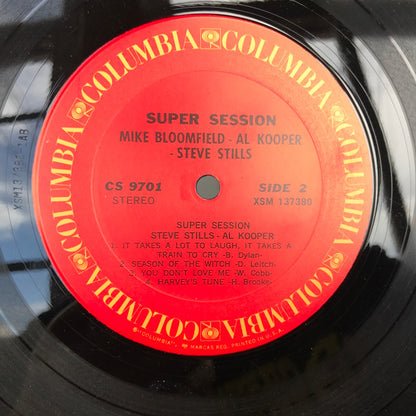 COLUMBIA COLUMBIA COLUMBIA COLUMBIA COLUMBIA COLUMBIA
SUPER SESSION
MIKE BLOOMFIELD - AL KOOPER
- STEVE STILLS
CS 9701
SIDE 2
STEREO
XSM 137380
SUPER SESSION
STEVE STILLS - AL KOOPER
1. IT TAKES A LOT TO LAUGH, IT TAKES A
TRAIN TO CRY -B. Dylan-
2. SEASON OF THE WITCH -D. Leitch-
3. YOU DON'T LOVE ME -W. Cobb-
4. HARVEY'S TUNE -H. Brooks-
® "COLUMBIA", MARCAS REG. PRINTED IN U.S.A.